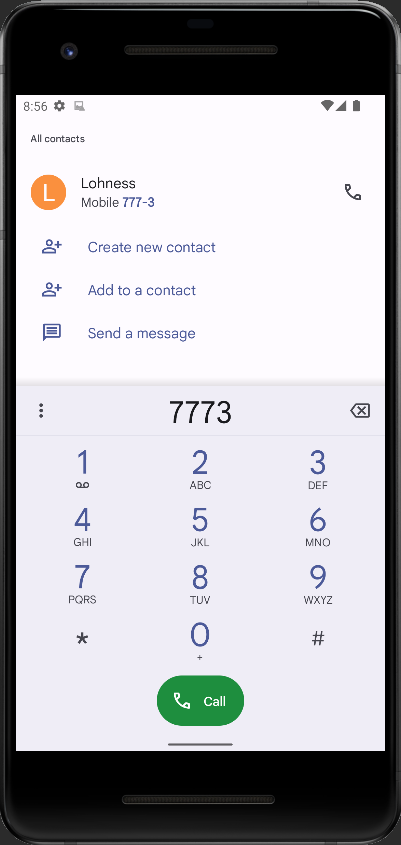 8:56
All contacts
L
Lohness
Mobile 777-3
Create new contact
Add to a contact
Send a message
7773
1 2 3
ABC DEF
4 5 6
GHI JKL MNO
7 8 9
PQRS TUV WXYZ
* 0 #
+
Call